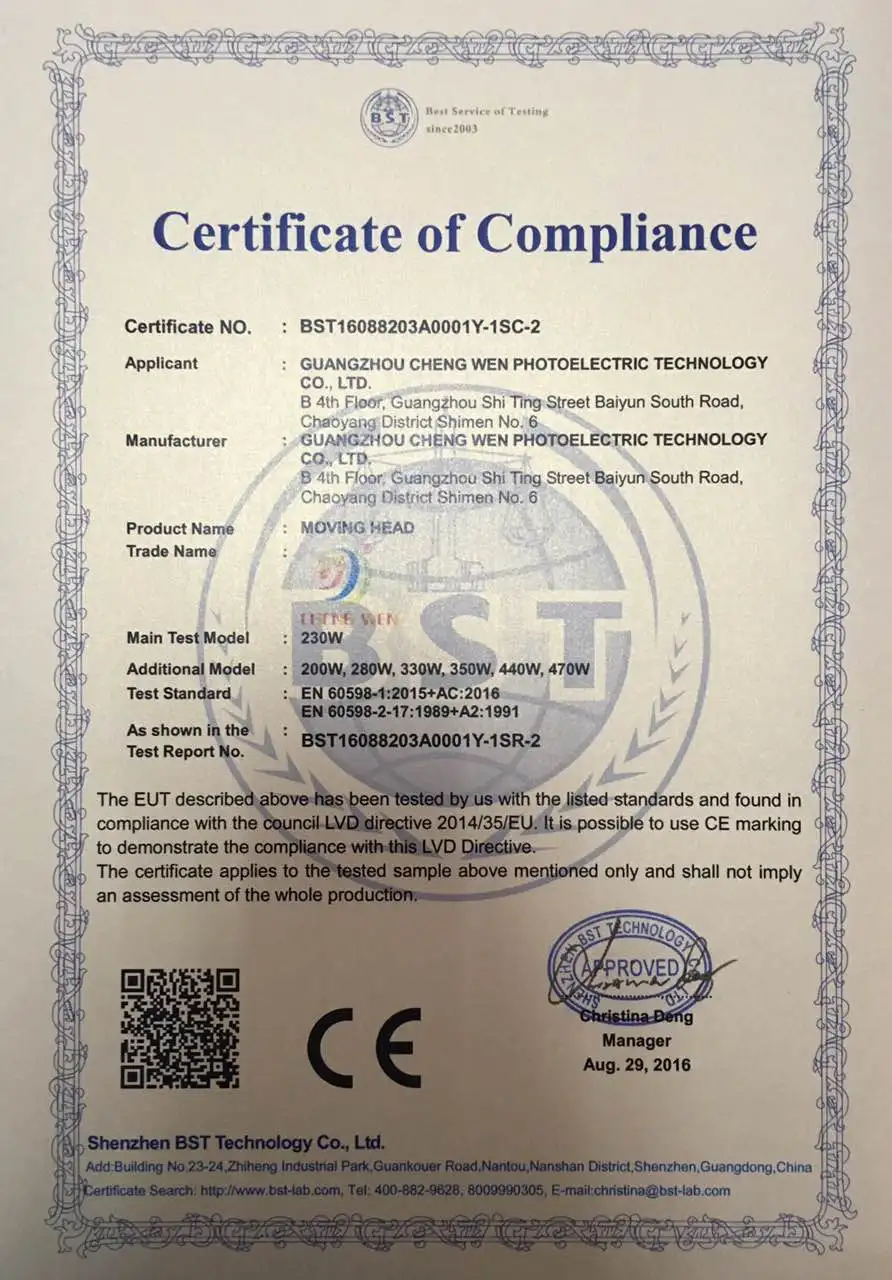 BST
Best Service of Testing
since2003
Certificate of Compliance
Certificate NO. : BST16088203A0001Y-1SC-2
Applicant : GUANGZHOU CHENG WEN PHOTOELECTRIC TECHNOLOGY
CO., LTD.
B 4th Floor, Guangzhou Shi Ting Street Baiyun South Road,
Chaoyang District Shimen No. 6
Manufacturer : GUANGZHOU CHENG WEN PHOTOELECTRIC TECHNOLOGY
CO., LTD.
B 4th Floor, Guangzhou Shi Ting Street Baiyun South Road,
Chaoyang District Shimen No. 6
Product Name : MOVING HEAD
Trade Name :
CHENG WEN
BST
Main Test Model : 230W
Additional Model : 200W, 280W, 330W, 350W, 440W, 470W
Test Standard : EN 60598-1:2015+AC:2016
EN 60598-2-17:1989+A2:1991
As shown in the :
Test Report No. BST16088203A0001Y-1SR-2
The EUT described above has been tested by us with the listed standards and found in
compliance with the council LVD directive 2014/35/EU. It is possible to use CE marking
to demonstrate the compliance with this LVD Directive.
The certificate applies to the tested sample above mentioned only and shall not imply
an assessment of the whole production.
SHENZHEN BST TECHNOLOGY CO., LTD.
APPROVED
CE
Christina Deng
Manager
Aug. 29, 2016
Shenzhen BST Technology Co., Ltd.
Add:Building No.23-24,Zhiheng Industrial Park,Guankouer Road,Nantou,Nanshan District,Shenzhen,Guangdong,China
Certificate Search: http://www.bst-lab.com, Tel: 400-882-9628, 8009990305, E-mail:christina@bst-lab.com